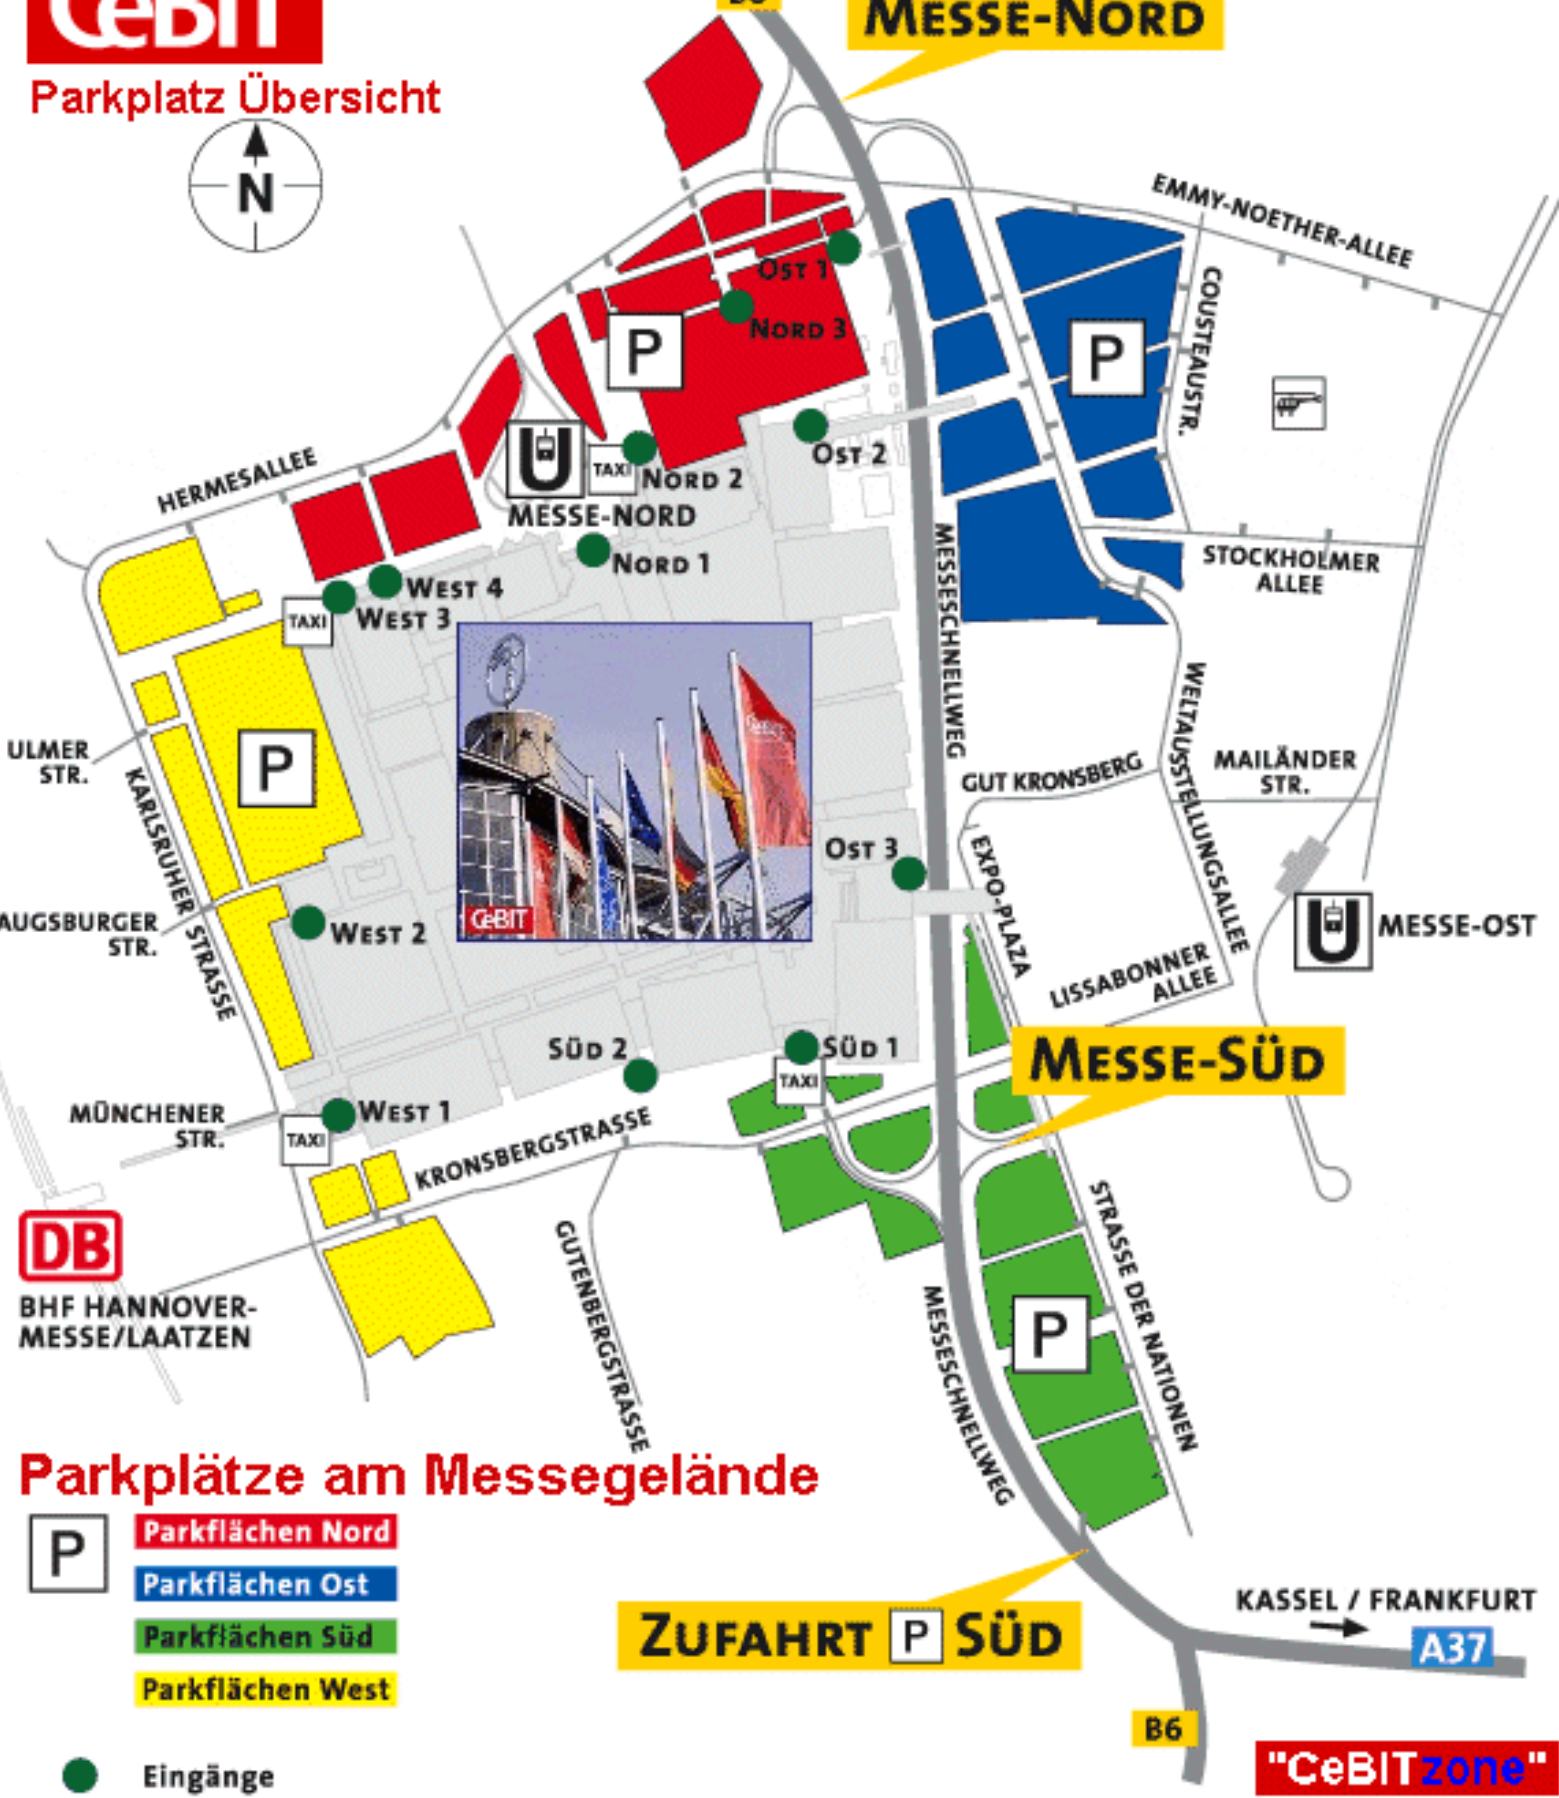 CeBIT
Parkplatz Übersicht
N
MESSE-NORD
EMMY-NOETHER-ALLEE
COUSTEAUSTR.
OST 1
NORD 3
P
P
OST 2
HERMESALLEE
U
TAXI
NORD 2
MESSE-NORD
NORD 1
STOCKHOLMER
ALLEE
MESSESCHNELLWEG
WEST 4
WEST 3
TAXI
WELTAUSSTELLUNGSALLEE
ULMER
STR.
P
KARLSRUHER STRASSE
CeBIT
GUT KRONSBERG
MAILÄNDER
STR.
OST 3
EXPO-PLAZA
AUGSBURGER
STR.
WEST 2
CeBIT
U
MESSE-OST
LISSABONNER
ALLEE
SÜD 2
SÜD 1
TAXI
MESSE-SÜD
MÜNCHENER
STR.
WEST 1
TAXI
KRONSBERGSTRASSE
DB
BHF HANNOVER-
MESSE/LAATZEN
GUTENBERGSTRASSE
STRASSE DER NATIONEN
MESSESCHNELLWEG
P
Parkplätze am Messegelände
P
Parkflächen Nord
Parkflächen Ost
Parkflächen Süd
Parkflächen West
Eingänge
ZUFAHRT P SÜD
KASSEL / FRANKFURT
A37
B6
"CeBITzone"